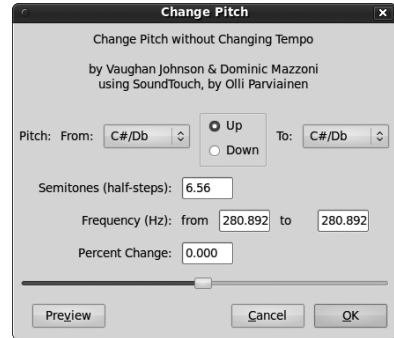 Change Pitch
Change Pitch without Changing Tempo
by Vaughan Johnson & Dominic Mazzoni
using SoundTouch, by Olli Parviainen
Pitch: From: C#/Db Up Down To: C#/Db
Semitones (half-steps): 6.56
Frequency (Hz): from 280.892 to 280.892
Percent Change: 0.000
Preview Cancel OK